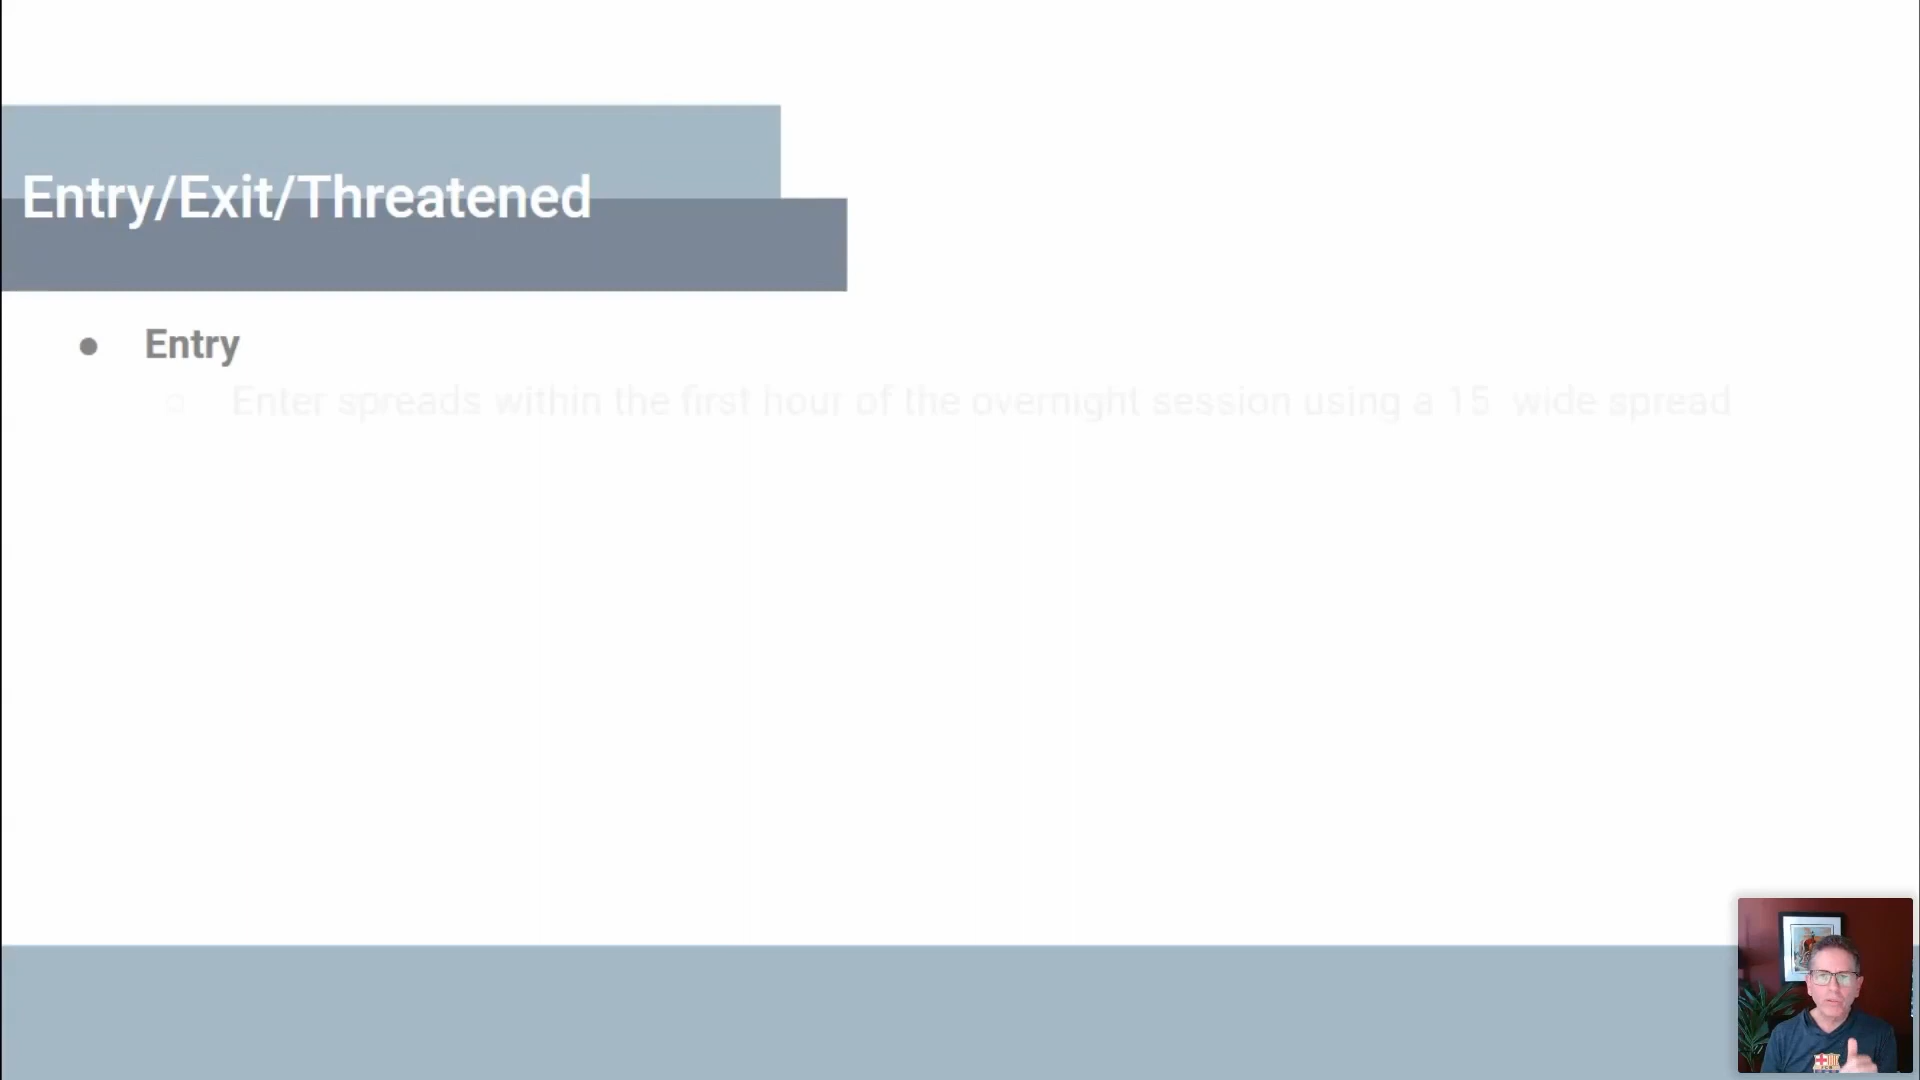 Entry/Exit/Threatened
● Entry
○ Enter spreads within the first hour of the overnight session using a 15 wide spread